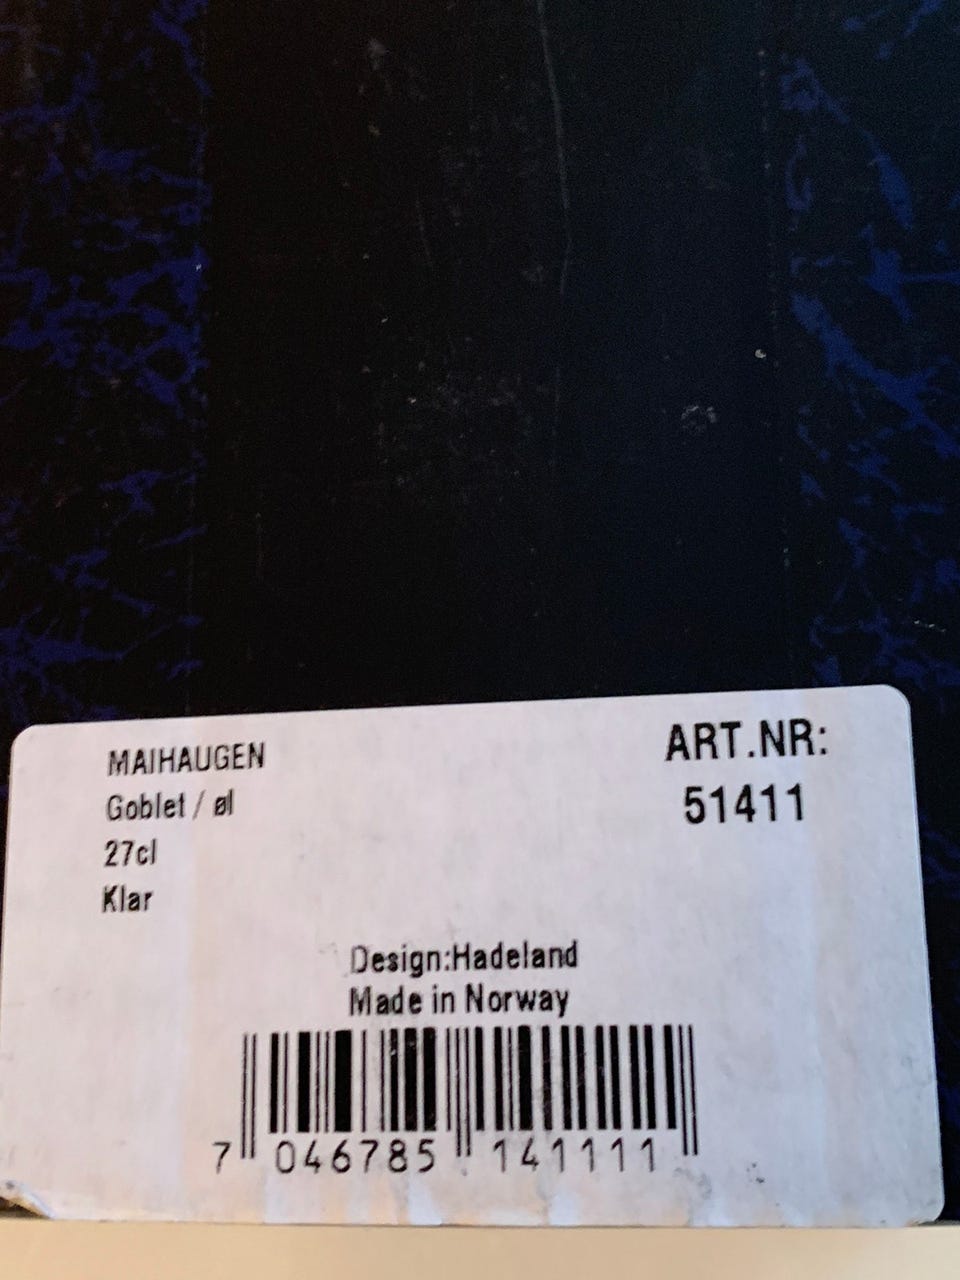 MAIHAUGEN
Goblet / øl
27cl
Klar
ART.NR:
51411
Design:Hadeland
Made in Norway
7 046785 141111